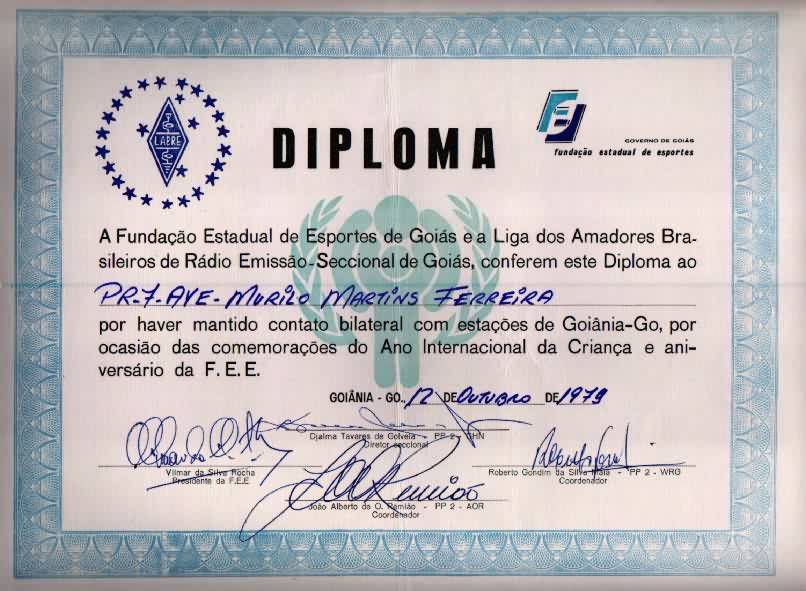 LABRE
DIPLOMA
GOVERNO DE GOIÁS
fundação estadual de esportes
A Fundação Estadual de Esportes de Goiás e a Liga dos Amadores Bra-
sileiros de Rádio Emissão-Seccional de Goiás, conferem este Diploma ao
PR-7-AYE-MURILO MARTINS FERREIRA
por haver mantido contato bilateral com estações de Goiânia-Go, por
ocasião das comemorações do Ano Internacional da Criança e ani-
versário da F. E. E.
GOIÂNIA - GO., 12 DE OUTUBRO DE 1979
Djalma Tavares de Golveia - PP 2 - GHN
Diretor seccional
Vilmar da Silva Rocha
Presidente da F.E.E
Roberto Gondim da Silva Maia - PP 2 - WRG
Coordenador
João Alberto da O. Remião - PP 2 - AOR
Coordenador